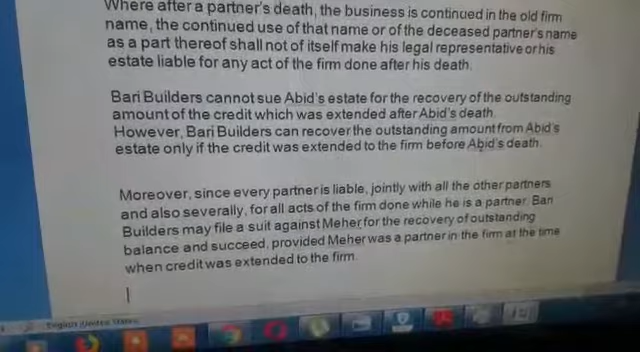 Where after a partner's death, the business is continued in the old firm
name, the continued use of that name or of the deceased partner's name
as a part thereof shall not of itself make his legal representative or his
estate liable for any act of the firm done after his death.
Bari Builders cannot sue Abid's estate for the recovery of the outstanding
amount of the credit which was extended after Abid's death.
However, Bari Builders can recover the outstanding amount from Abid's
estate only if the credit was extended to the firm before Abid's death.
Moreover, since every partner is liable, jointly with all the other partners
and also severally, for all acts of the firm done while he is a partner. Bari
Builders may file a suit against Meher for the recovery of outstanding
balance and succeed, provided Meher was a partner in the firm at the time
when credit was extended to the firm.
English (United States)